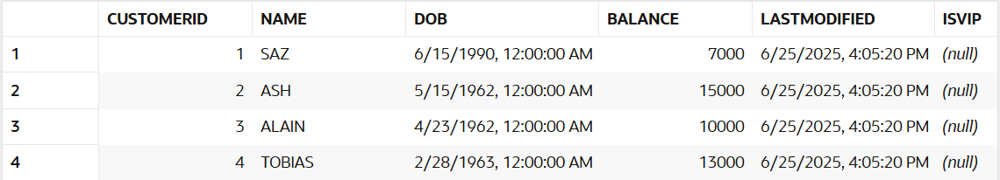 CUSTOMERID NAME DOB BALANCE LASTMODIFIED ISVIP
1 1 SAZ 6/15/1990, 12:00:00 AM 7000 6/25/2025, 4:05:20 PM (null)
2 2 ASH 5/15/1962, 12:00:00 AM 15000 6/25/2025, 4:05:20 PM (null)
3 3 ALAIN 4/23/1962, 12:00:00 AM 10000 6/25/2025, 4:05:20 PM (null)
4 4 TOBIAS 2/28/1963, 12:00:00 AM 13000 6/25/2025, 4:05:20 PM (null)